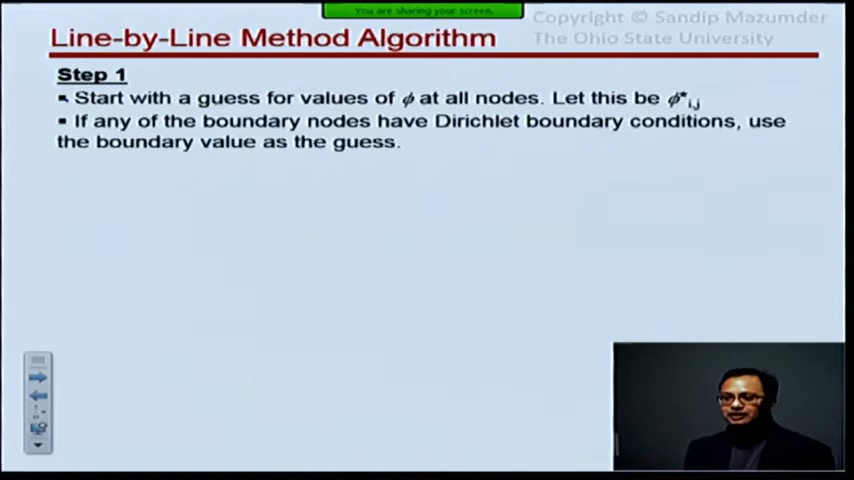 You are sharing your screen.
Copyright © Sandip Mazumder
Line-by-Line Method Algorithm
The Ohio State University
Step 1
▪ Start with a guess for values of ϕ at all nodes. Let this be ϕ*i,j
▪ If any of the boundary nodes have Dirichlet boundary conditions, use
the boundary value as the guess.